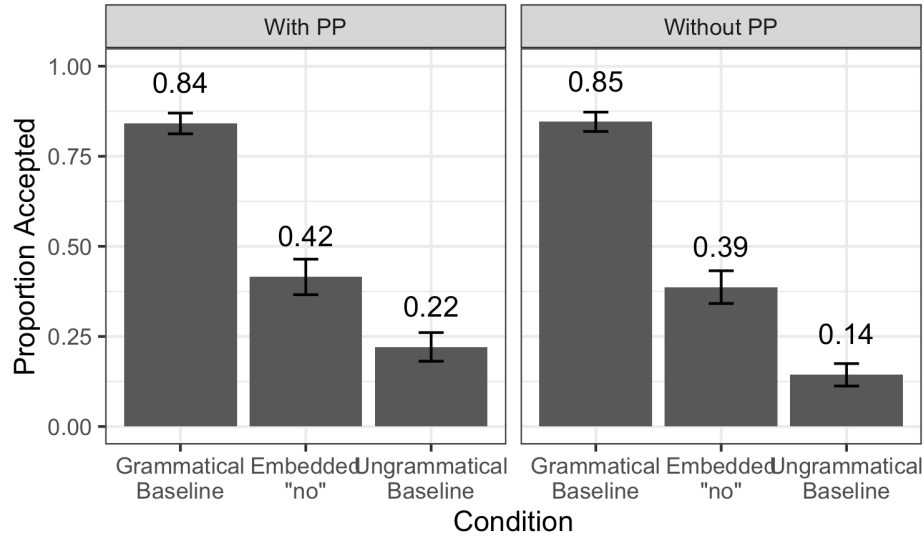 With PP
Without PP
Proportion Accepted
1.00
0.75
0.50
0.25
0.00
0.84
0.42
0.22
0.85
0.39
0.14
Grammatical
Baseline
Embedded
"no"
Ungrammatical
Baseline
Grammatical
Baseline
Embedded
"no"
Ungrammatical
Baseline
Condition